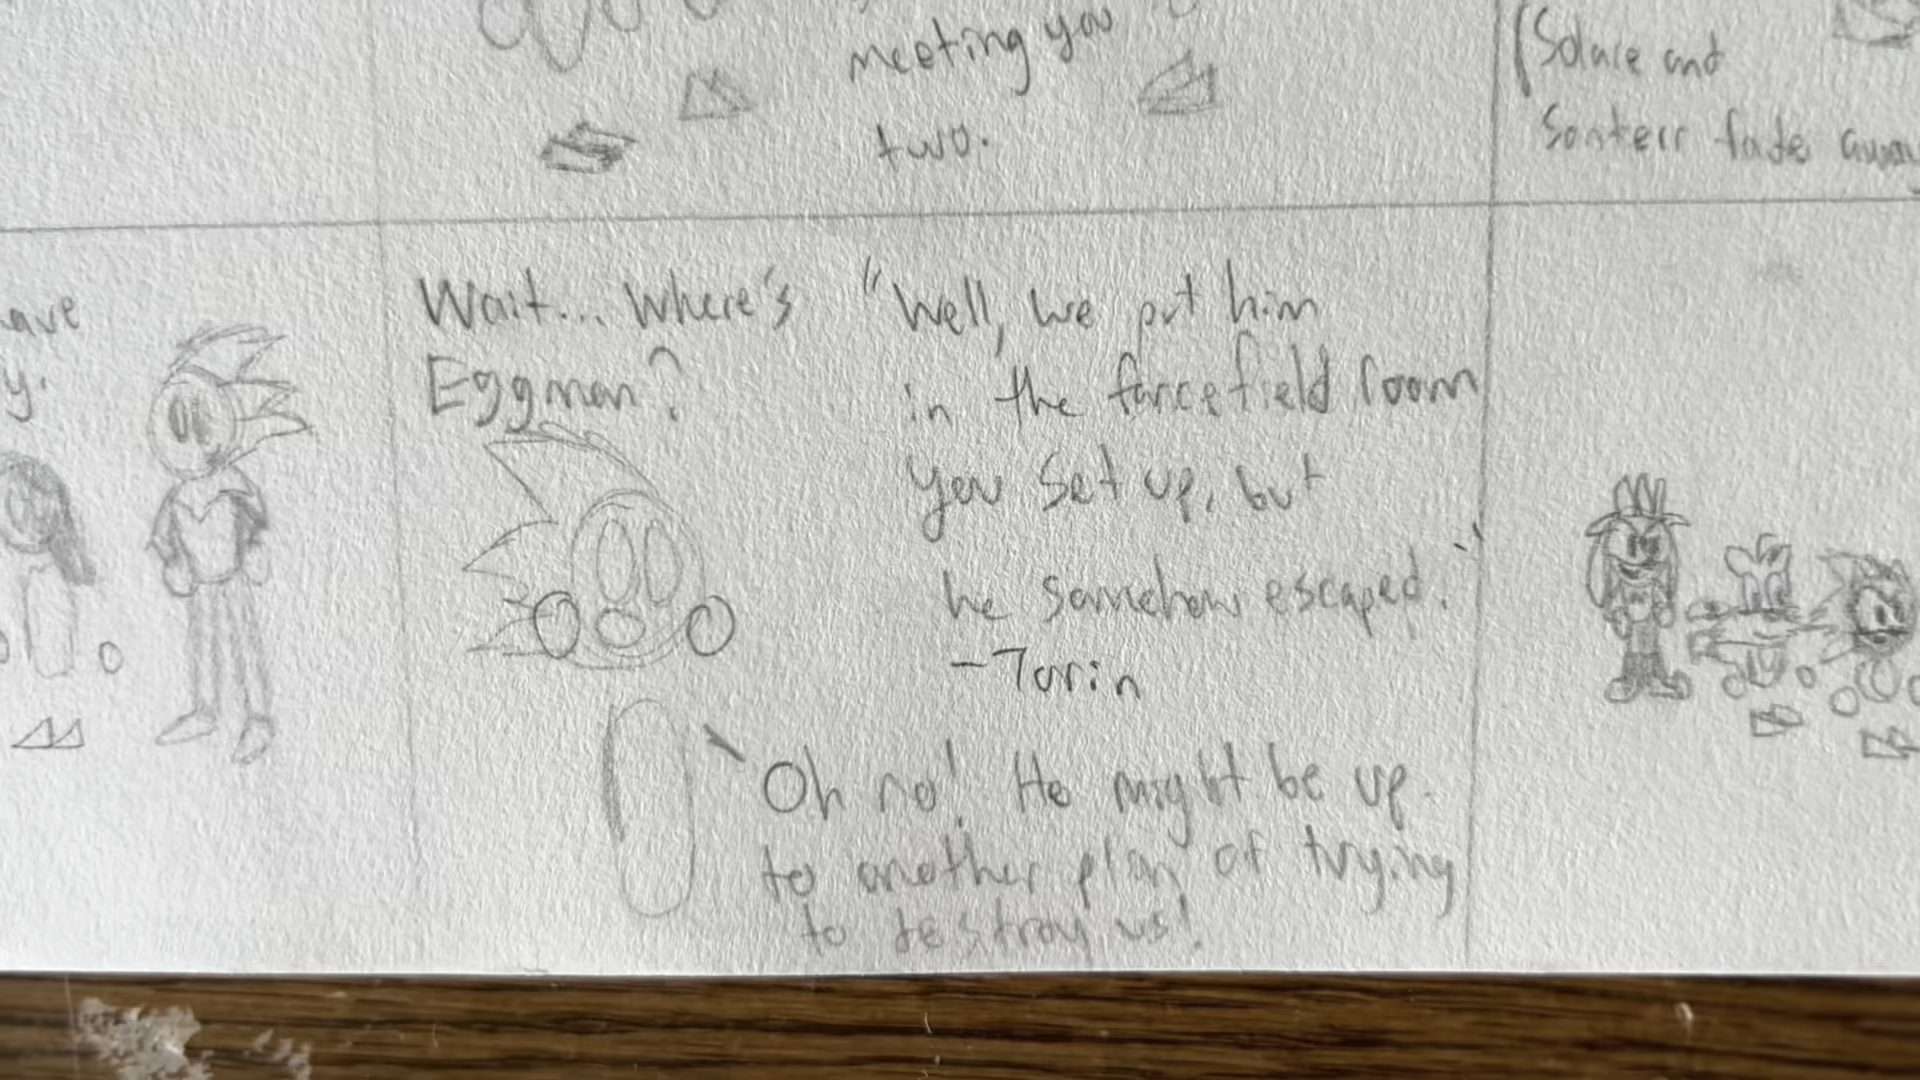 meeting you
two.
(Solare and
Sonterr fade away
ave
y.
Wait... Where's
Eggman?
"Well, we put him
in the forcefield room
you set up, but
he somehow escaped."
-Torin
Oh no! He might be up
to another plan of trying
to destroy us!